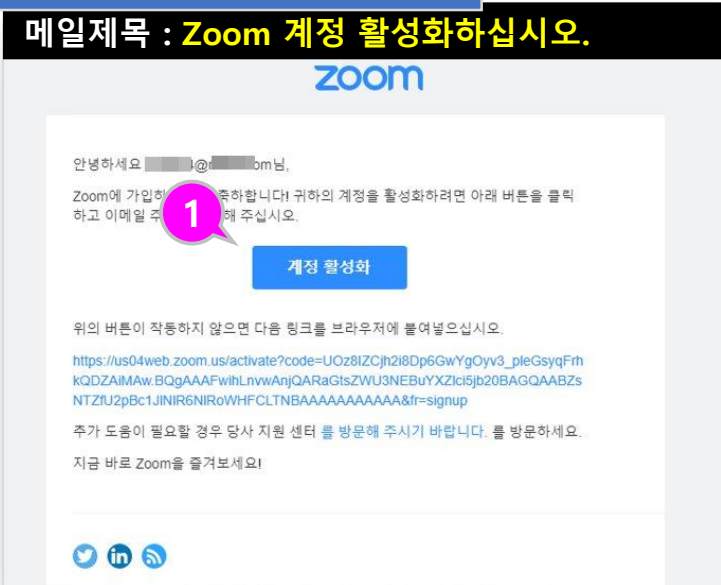 메일제목 : Zoom 계정 활성화하십시오.
zoom
안녕하세요 @ om님,
Zoom에 가입하 축하합니다! 귀하의 계정을 활성화하려면 아래 버튼을 클릭
하고 이메일 주 해 주십시오.
1
계정 활성화
위의 버튼이 작동하지 않으면 다음 링크를 브라우저에 붙여넣으십시오.
https://us04web.zoom.us/activate?code=UOz8IZCjh2i8Dp6GwYgOyv3_pleGsyqFrh
kQDZAiMAw.BQgAAAFwihLnvwAnjQARaGtsZWU3NEBuYXZlci5jb20BAGQAABZs
NTZfU2pBc1JlNlR6NlRoWHFCLTNBAAAAAAAAAAA&fr=signup
추가 도움이 필요할 경우 당사 지원 센터 를 방문해 주시기 바랍니다. 를 방문하세요.
지금 바로 Zoom을 즐겨보세요!
in